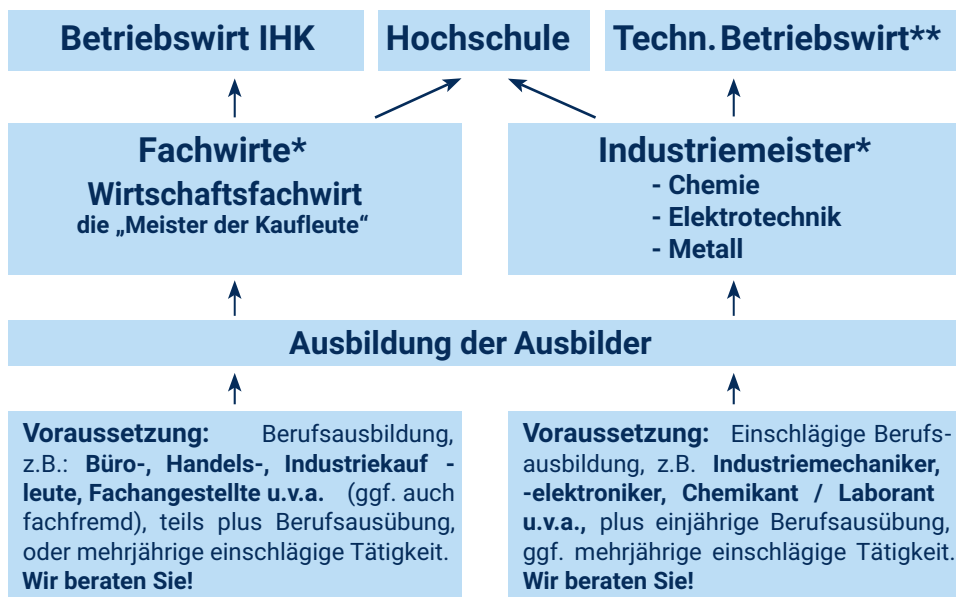 Betriebswirt IHK
Hochschule
Techn. Betriebswirt**
Fachwirte*
Wirtschaftsfachwirt
die „Meister der Kaufleute“
Industriemeister*
- Chemie
- Elektrotechnik
- Metall
Ausbildung der Ausbilder
Voraussetzung: Berufsausbildung,
z.B.: Büro-, Handels-, Industriekauf -
leute, Fachangestellte u.v.a. (ggf. auch
fachfremd), teils plus Berufsausübung,
oder mehrjährige einschlägige Tätigkeit.
Wir beraten Sie!
Voraussetzung: Einschlägige Berufs-
ausbildung, z.B. Industriemechaniker,
-elektroniker, Chemikant / Laborant
u.v.a., plus einjährige Berufsausübung,
ggf. mehrjährige einschlägige Tätigkeit.
Wir beraten Sie!